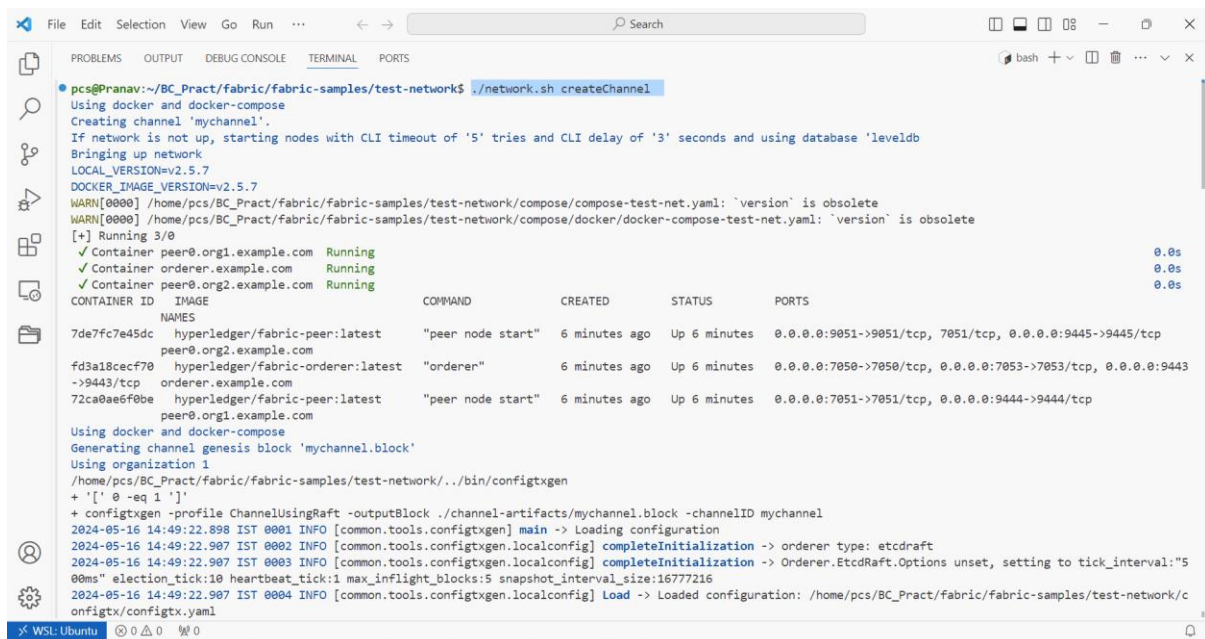 File Edit Selection View Go Run ... Search
PROBLEMS OUTPUT DEBUG CONSOLE TERMINAL PORTS bash
pcs@Pranav:~/BC_Pract/fabric/fabric-samples/test-network$ ./network.sh createChannel
Using docker and docker-compose
Creating channel 'mychannel'.
If network is not up, starting nodes with CLI timeout of '5' tries and CLI delay of '3' seconds and using database 'leveldb
Bringing up network
LOCAL_VERSION=v2.5.7
DOCKER_IMAGE_VERSION=v2.5.7
WARN[0000] /home/pcs/BC_Pract/fabric/fabric-samples/test-network/compose/compose-test-net.yaml: `version` is obsolete
WARN[0000] /home/pcs/BC_Pract/fabric/fabric-samples/test-network/compose/docker/docker-compose-test-net.yaml: `version` is obsolete
[+] Running 3/0
✓ Container peer0.org1.example.com Running 0.0s
✓ Container orderer.example.com Running 0.0s
✓ Container peer0.org2.example.com Running 0.0s
CONTAINER ID IMAGE COMMAND CREATED STATUS PORTS
NAMES
7de7fc7e45dc hyperledger/fabric-peer:latest "peer node start" 6 minutes ago Up 6 minutes 0.0.0.0:9051->9051/tcp, 7051/tcp, 0.0.0.0:9445->9445/tcp
peer0.org2.example.com
fd3a18cecf70 hyperledger/fabric-orderer:latest "orderer" 6 minutes ago Up 6 minutes 0.0.0.0:7050->7050/tcp, 0.0.0.0:7053->7053/tcp, 0.0.0.0:9443
->9443/tcp orderer.example.com
72ca0ae6f0be hyperledger/fabric-peer:latest "peer node start" 6 minutes ago Up 6 minutes 0.0.0.0:7051->7051/tcp, 0.0.0.0:9444->9444/tcp
peer0.org1.example.com
Using docker and docker-compose
Generating channel genesis block 'mychannel.block'
Using organization 1
/home/pcs/BC_Pract/fabric/fabric-samples/test-network/../bin/configtxgen
+ '[' 0 -eq 1 ']'
+ configtxgen -profile ChannelUsingRaft -outputBlock ./channel-artifacts/mychannel.block -channelID mychannel
2024-05-16 14:49:22.898 IST 0001 INFO [common.tools.configtxgen] main -> Loading configuration
2024-05-16 14:49:22.907 IST 0002 INFO [common.tools.configtxgen.localconfig] completeInitialization -> orderer type: etcdraft
2024-05-16 14:49:22.907 IST 0003 INFO [common.tools.configtxgen.localconfig] completeInitialization -> Orderer.EtcdRaft.Options unset, setting to tick_interval:"5
00ms" election_tick:10 heartbeat_tick:1 max_inflight_blocks:5 snapshot_interval_size:16777216
2024-05-16 14:49:22.907 IST 0004 INFO [common.tools.configtxgen.localconfig] Load -> Loaded configuration: /home/pcs/BC_Pract/fabric/fabric-samples/test-network/c
onfigtx/configtx.yaml
WSL: Ubuntu 0 0 0